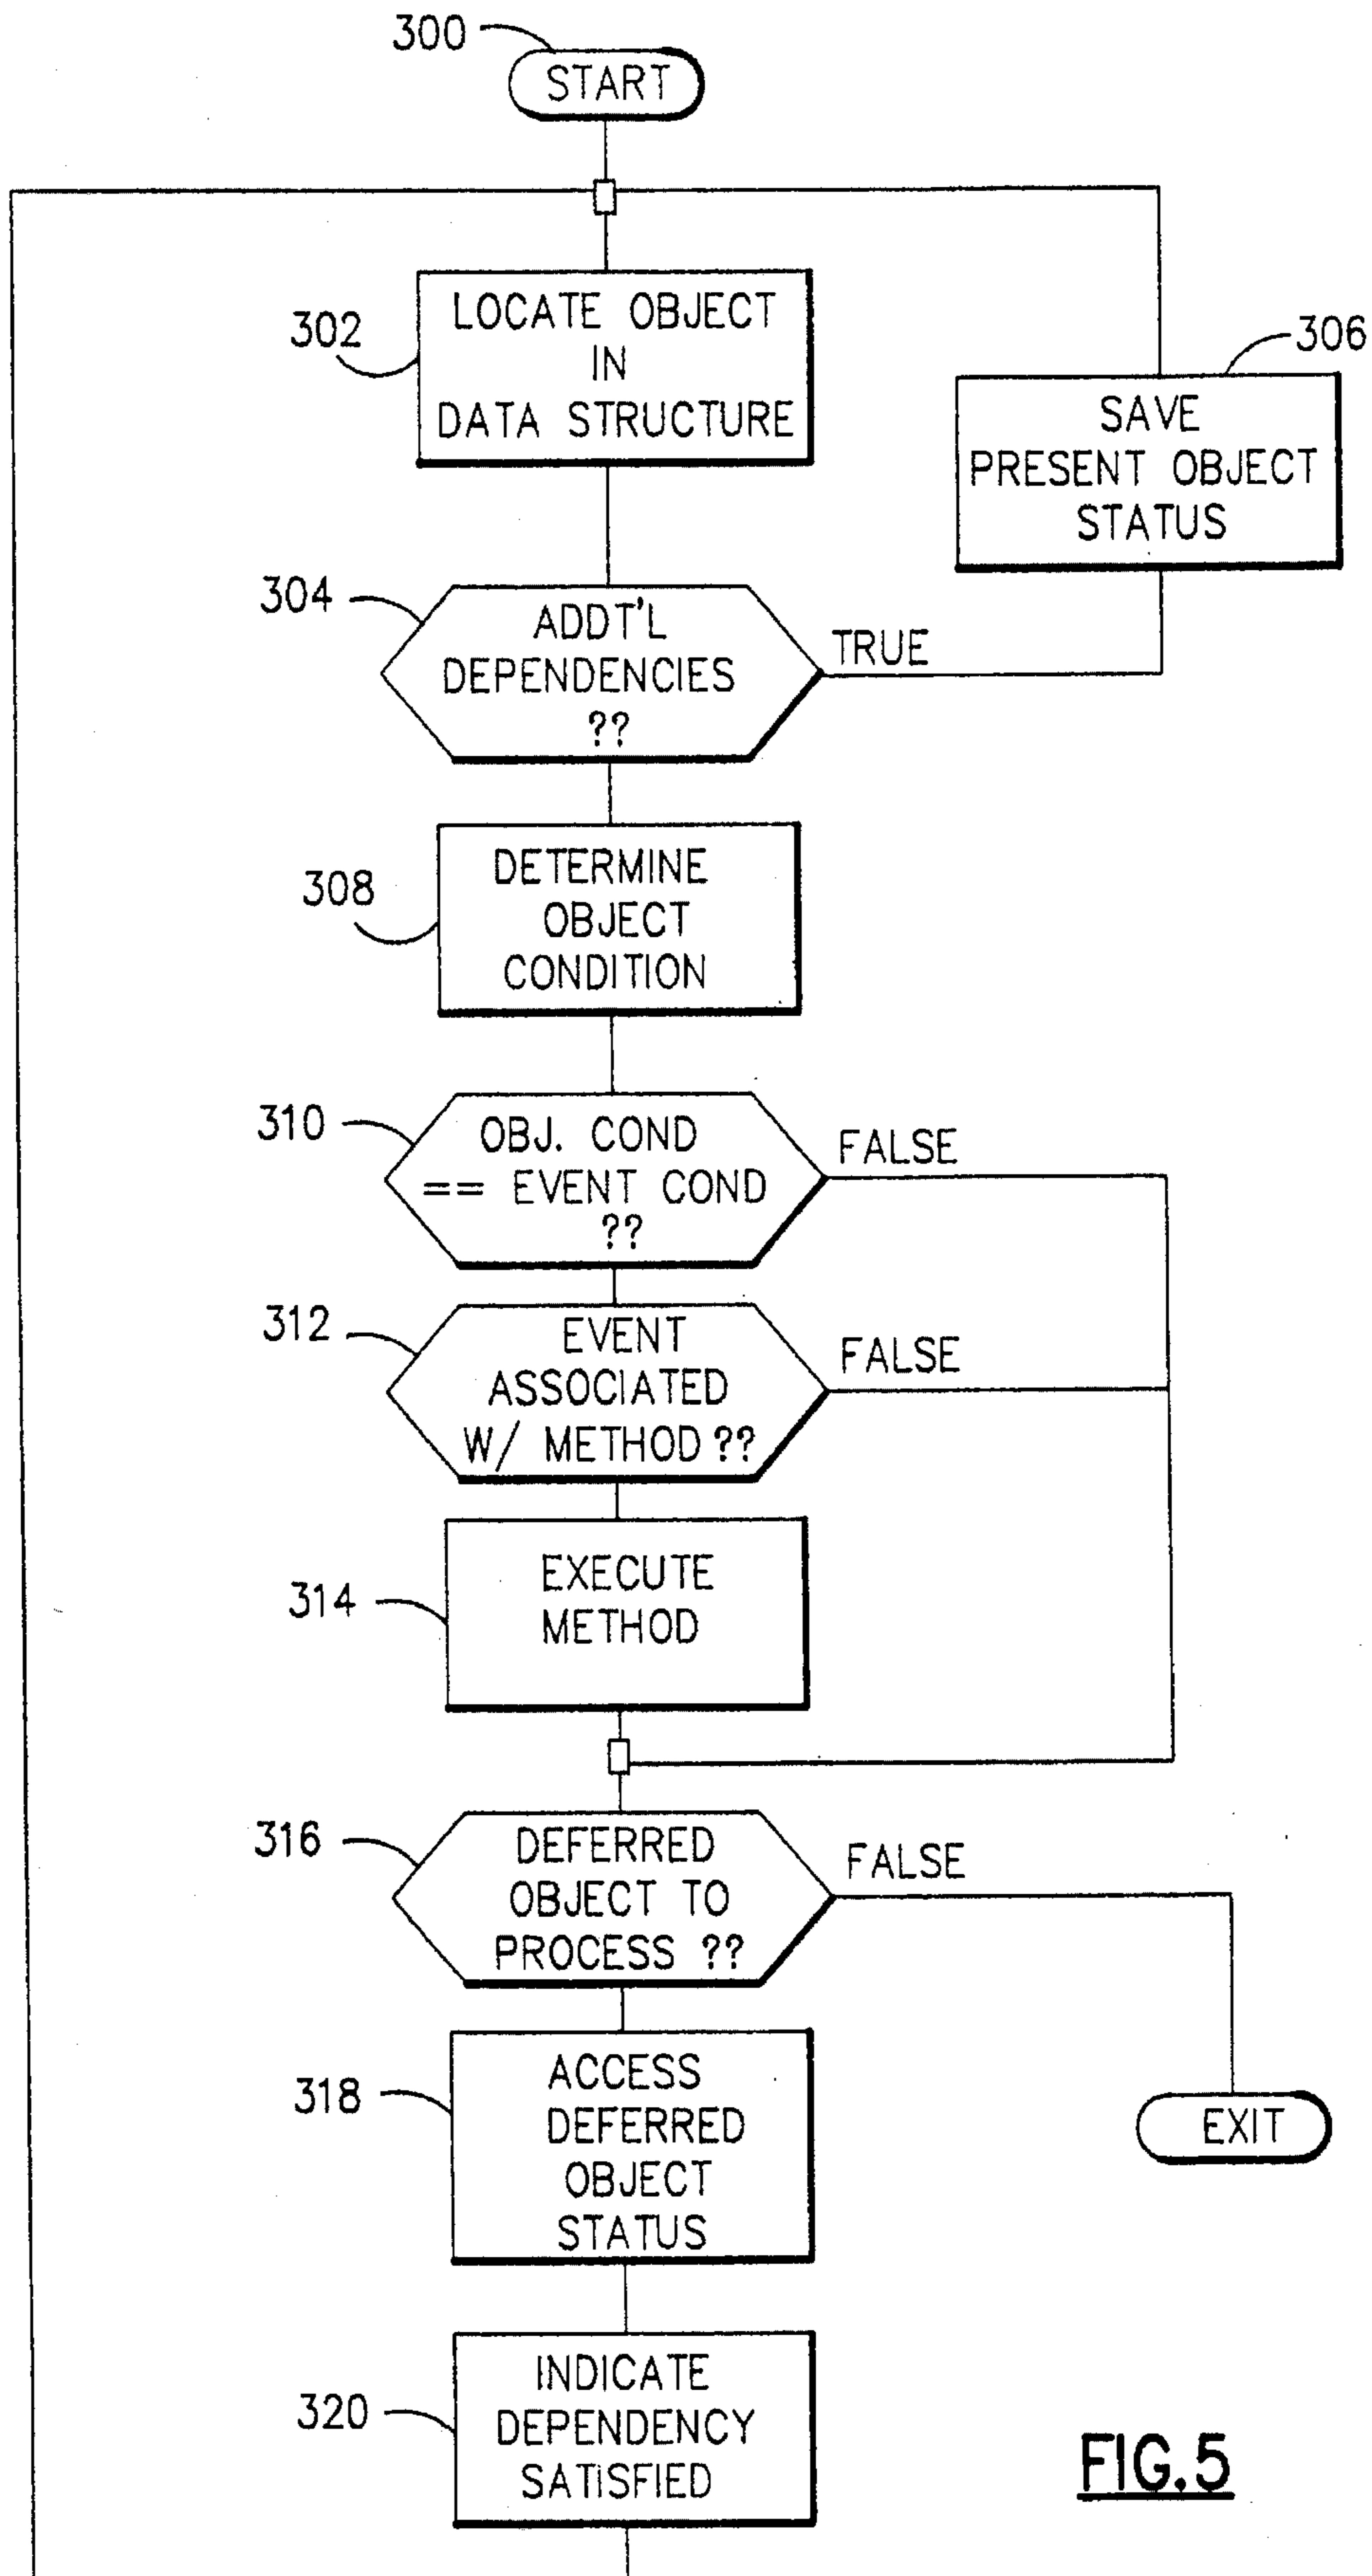 300
START
302
LOCATE OBJECT
IN
DATA STRUCTURE
306
SAVE
PRESENT OBJECT
STATUS
304
ADDT'L
DEPENDENCIES
??
TRUE
308
DETERMINE
OBJECT
CONDITION
310
OBJ. COND
== EVENT COND
??
FALSE
312
EVENT
ASSOCIATED
W/ METHOD ??
FALSE
314
EXECUTE
METHOD
316
DEFERRED
OBJECT TO
PROCESS ??
FALSE
318
ACCESS
DEFERRED
OBJECT
STATUS
EXIT
320
INDICATE
DEPENDENCY
SATISFIED
FIG.5